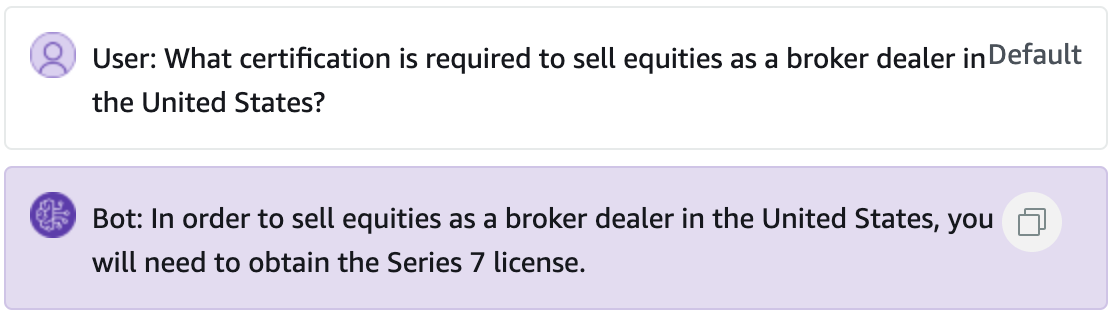 User: What certification is required to sell equities as a broker dealer in Default
the United States?
Bot: In order to sell equities as a broker dealer in the United States, you
will need to obtain the Series 7 license.